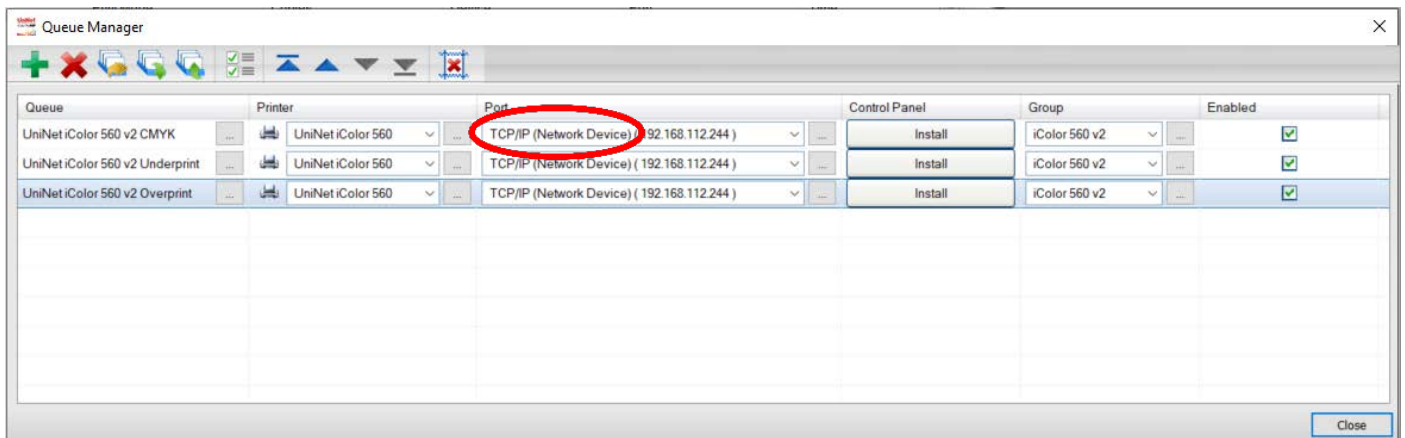 UniNet
Queue Manager
Queue Printer Port Control Panel Group Enabled
UniNet iColor 560 v2 CMYK ... UniNet iColor 560 ... TCP/IP (Network Device) ( 192.168.112.244 ) ... Install iColor 560 v2 ...
UniNet iColor 560 v2 Underprint ... UniNet iColor 560 ... TCP/IP (Network Device) ( 192.168.112.244 ) ... Install iColor 560 v2 ...
UniNet iColor 560 v2 Overprint ... UniNet iColor 560 ... TCP/IP (Network Device) ( 192.168.112.244 ) ... Install iColor 560 v2 ...
Close